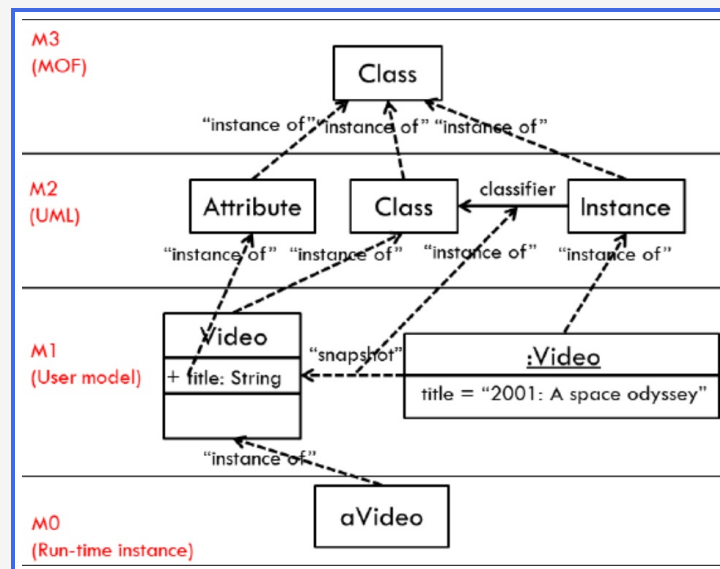 M3
(MOF)
Class
"instance of" "instance of" "instance of"
M2
(UML)
Attribute
Class
classifier
Instance
"instance of" "instance of" "instance of" "instance of"
M1
(User model)
Video
+ title: String
"snapshot"
:Video
title = "2001: A space odyssey"
"instance of"
M0
(Run-time instance)
aVideo